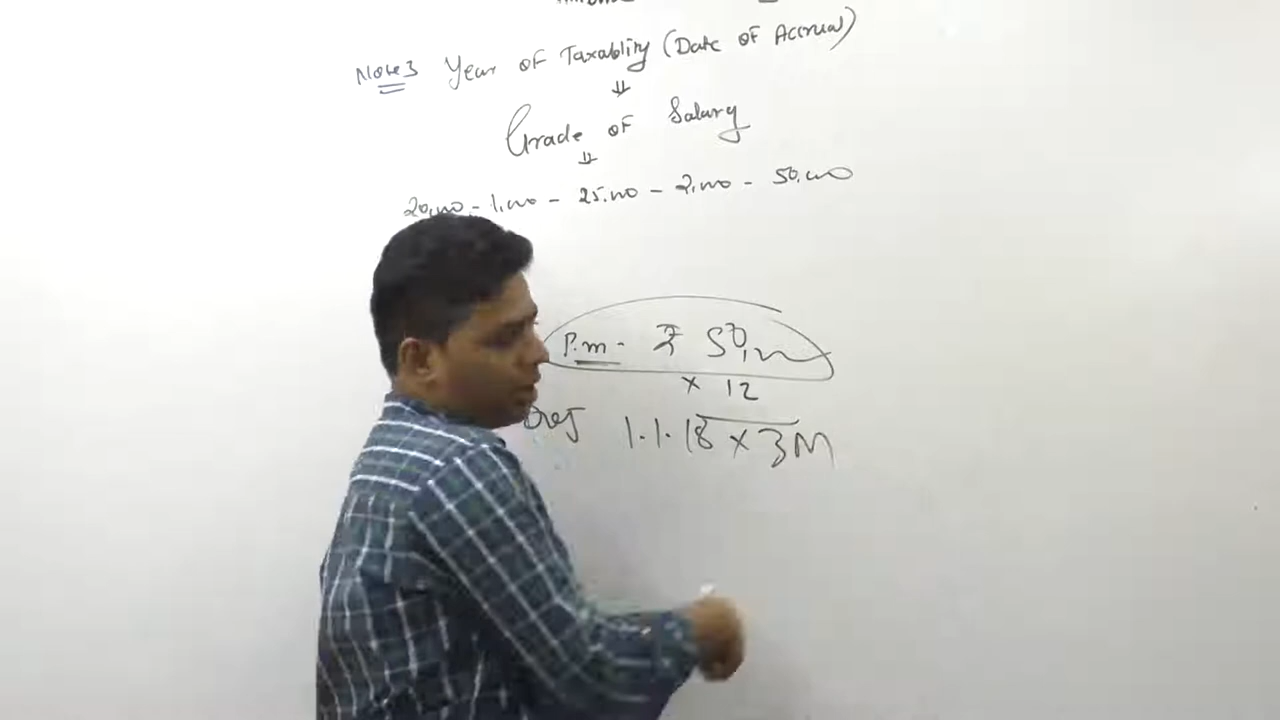 Note 3 Year of Taxablity (Date of Accrual)
⇓
Grade of Salary
⇓
20,000 - 1,000 - 25,000 - 2,000 - 50,000
P.m - ₹ 50,000
x 12
1.1.18 x 3M